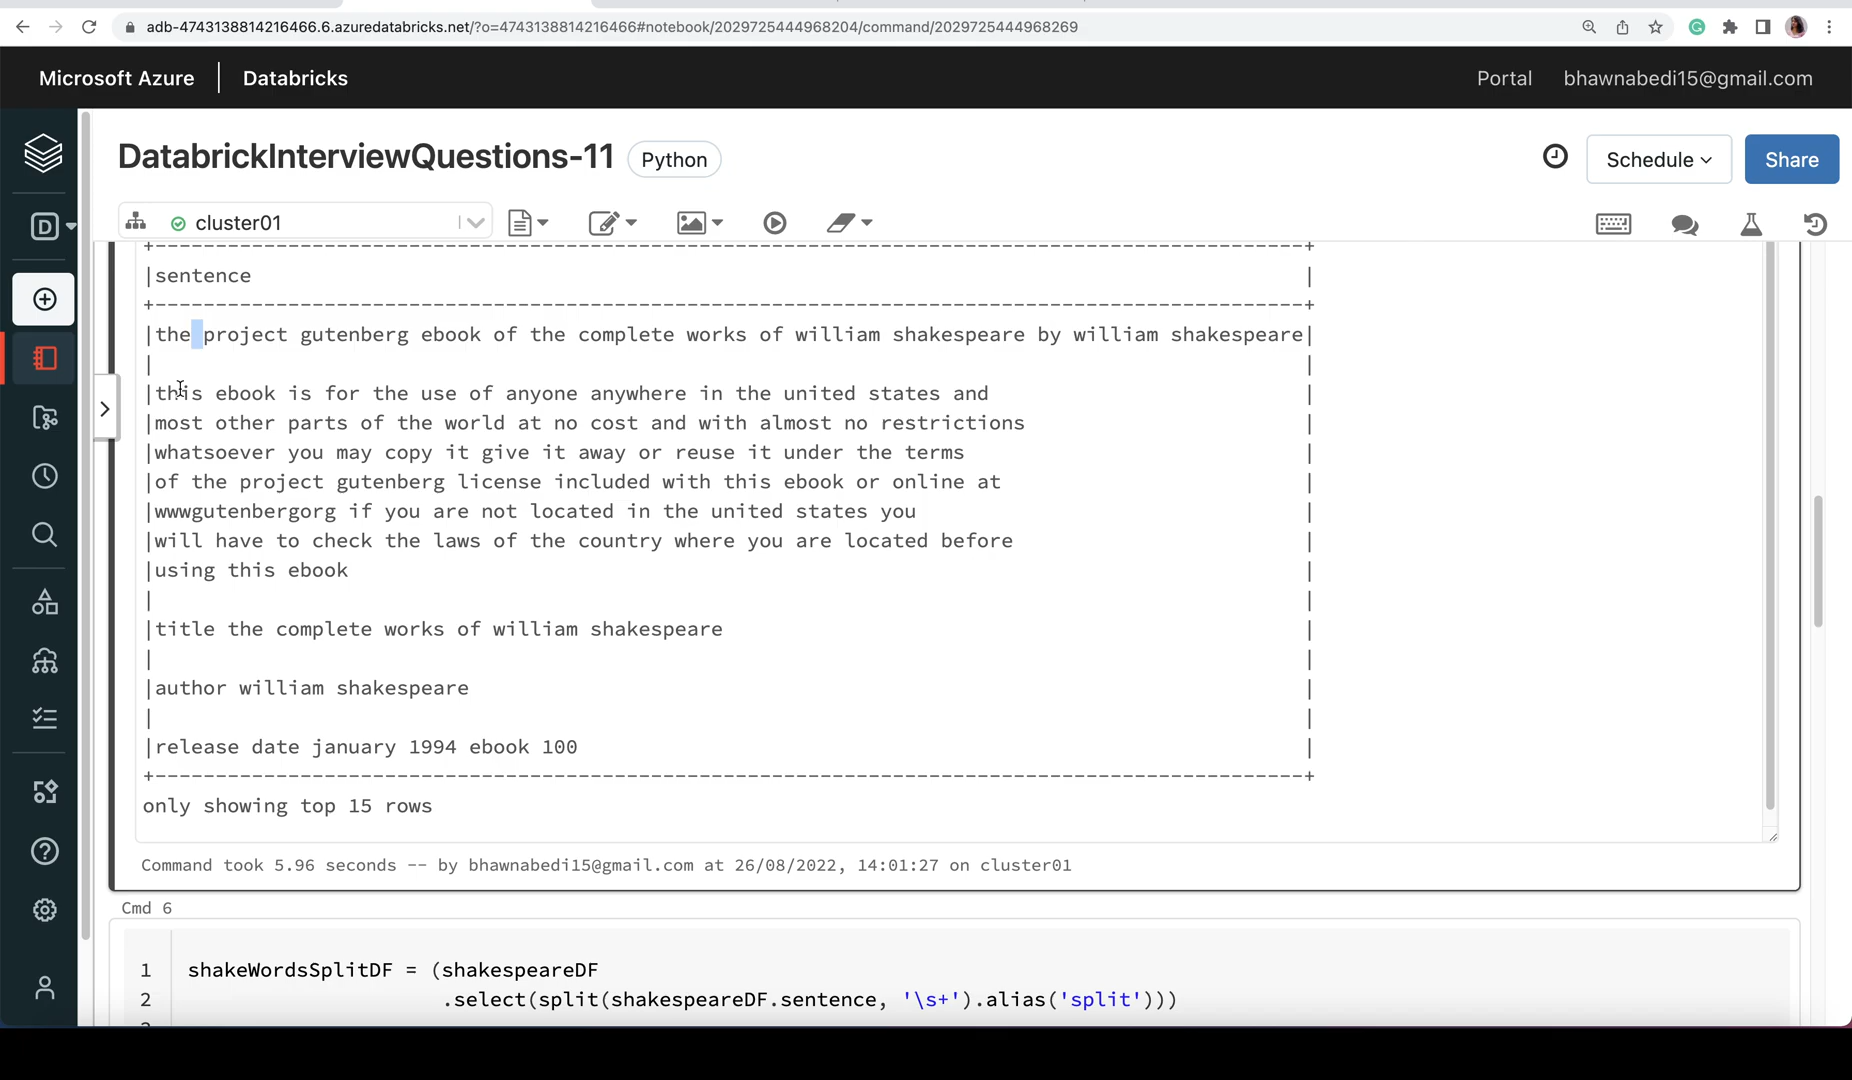 adb-4743138814216466.6.azuredatabricks.net/?o=4743138814216466#notebook/2029725444968204/command/2029725444968269
Microsoft Azure | Databricks Portal bhawnabedi15@gmail.com
DatabrickInterviewQuestions-11 Python Schedule Share
cluster01
+-----------------------------------------------------------------------------------------------+
|sentence |
+-----------------------------------------------------------------------------------------------+
|the project gutenberg ebook of the complete works of william shakespeare by william shakespeare|
| |
|this ebook is for the use of anyone anywhere in the united states and |
|most other parts of the world at no cost and with almost no restrictions |
|whatsoever you may copy it give it away or reuse it under the terms |
|of the project gutenberg license included with this ebook or online at |
|wwwgutenbergorg if you are not located in the united states you |
|will have to check the laws of the country where you are located before |
|using this ebook |
| |
|title the complete works of william shakespeare |
| |
|author william shakespeare |
| |
|release date january 1994 ebook 100 |
+-----------------------------------------------------------------------------------------------+
only showing top 15 rows
Command took 5.96 seconds -- by bhawnabedi15@gmail.com at 26/08/2022, 14:01:27 on cluster01
Cmd 6
1 shakeWordsSplitDF = (shakespeareDF
2 .select(split(shakespeareDF.sentence, '\s+').alias('split')))